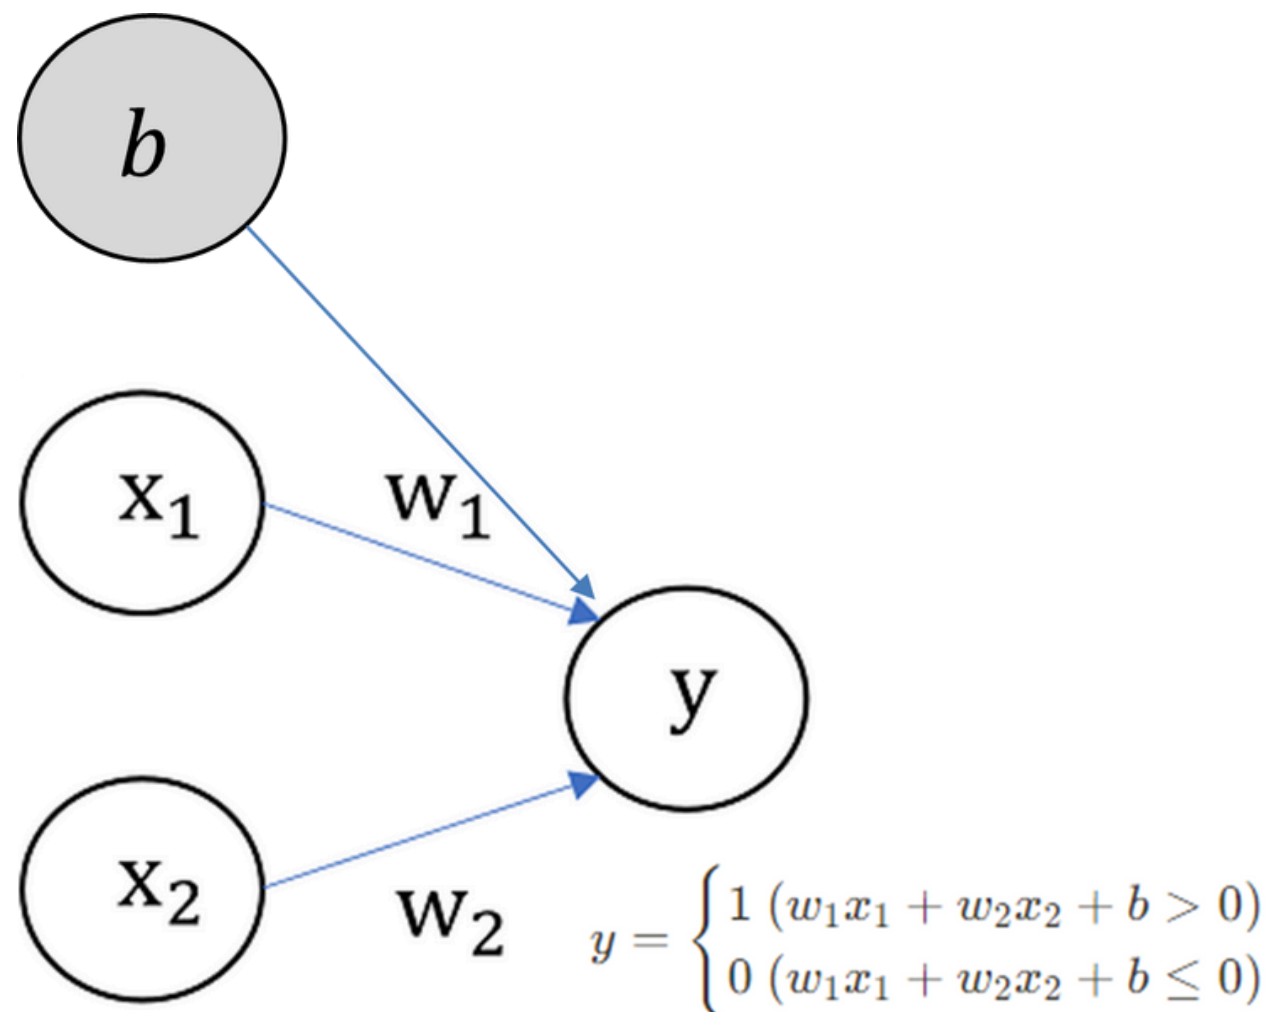 b
x₁
w₁
y
x₂
w₂
y = { 1 (w₁x₁ + w₂x₂ + b > 0)
0 (w₁x₁ + w₂x₂ + b ≤ 0)